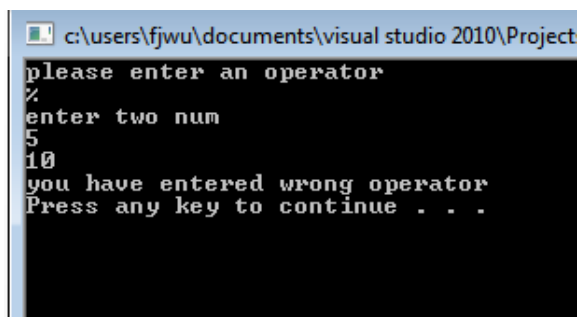 c:\users\fjwu\documents\visual studio 2010\Project
please enter an operator
%
enter two num
5
10
you have entered wrong operator
Press any key to continue . . .